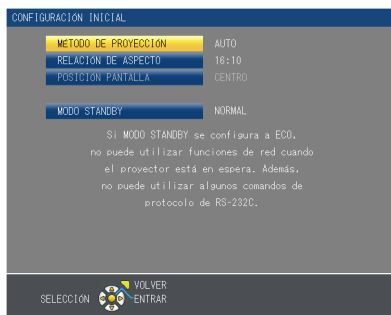 CONFIGURACIÓN INICIAL
MÉTODO DE PROYECCIÓN AUTO
RELACIÓN DE ASPECTO 16:10
POSICIÓN PANTALLA CENTRO
MODO STANDBY NORMAL
Si MODO STANDBY se configura a ECO,
no puede utilizar funciones de red cuando
el proyector está en espera. Además,
no puede utilizar algunos comandos de
protocolo de RS-232C.
VOLVER
SELECCIÓN ENTRAR